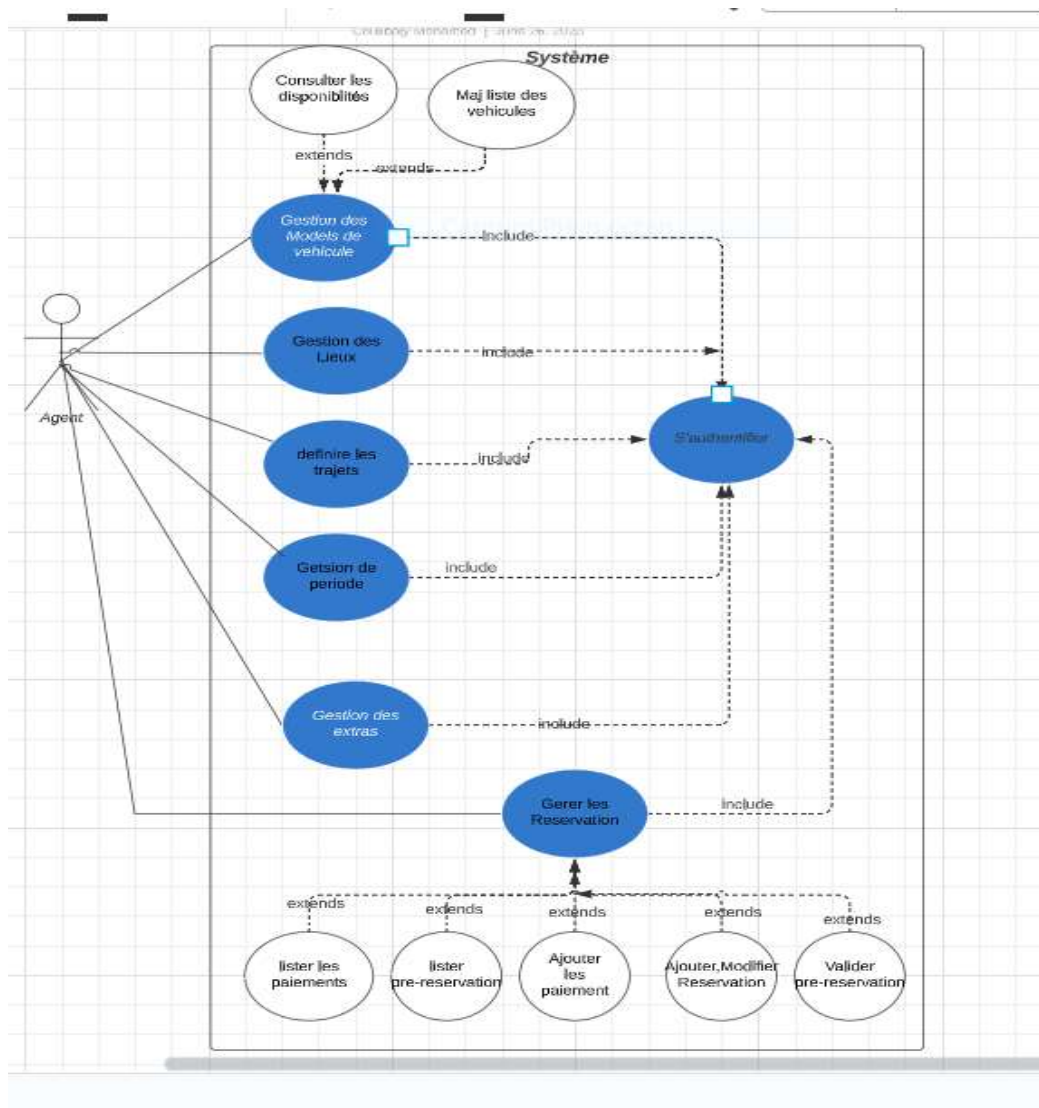 Système
Consulter les
disponiblités
Maj liste des
vehicules
extends
extends
Gestion des
Models de
vehicule
Include
Gestion des
Lieux
include
Agent
S'authentifier
definire les
trajets
include
Getsion de
periode
include
Gestion des
extras
include
Gerer les
Reservation
include
extends
extends
extends
extends
extends
lister les
paiements
lister
pre-reservation
Ajouter
les
paiement
Ajouter,Modifier
Reservation
Valider
pre-reservation